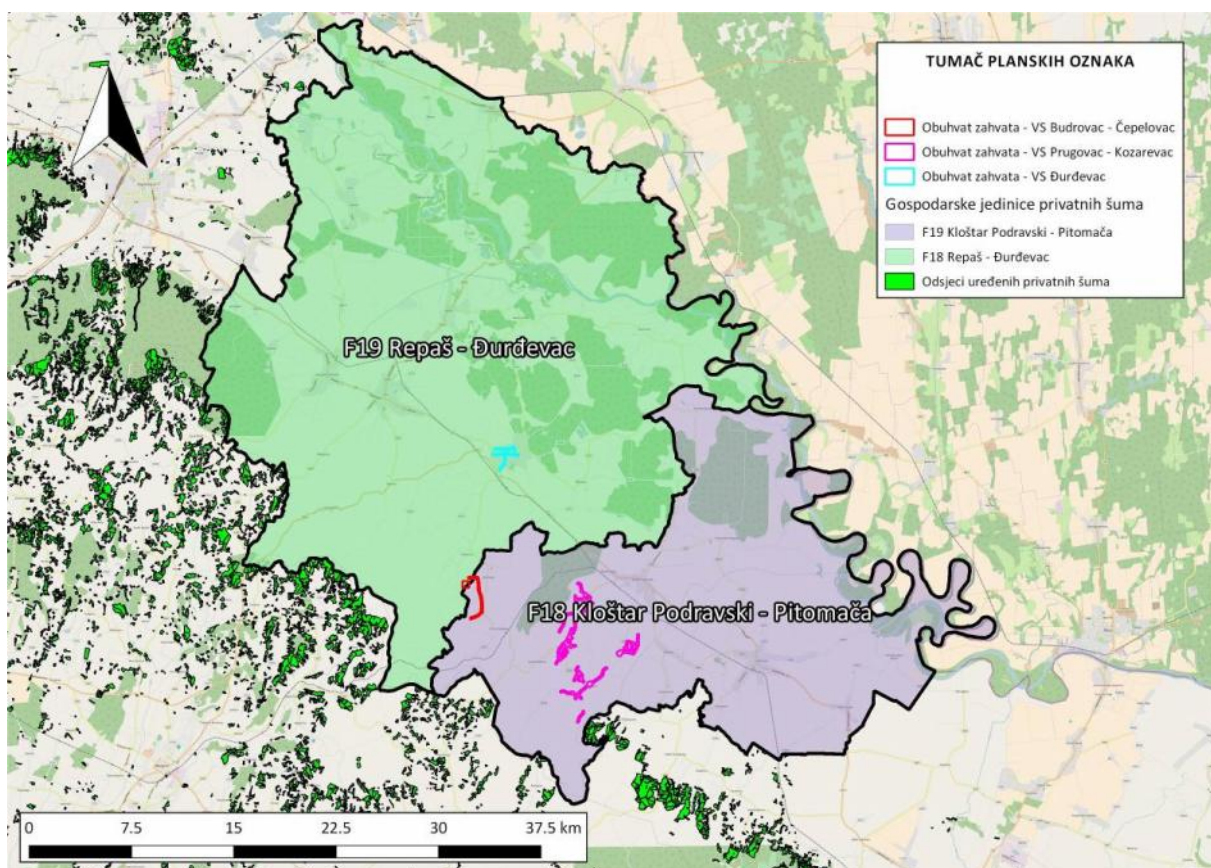 TUMAČ PLANSKIH OZNAKA
Obuhvat zahvata - VS Budrovac - Čepelovac
Obuhvat zahvata - VS Prugovac - Kozarevac
Obuhvat zahvata - VS Đurđevac
Gospodarske jedinice privatnih šuma
F19 Kloštar Podravski - Pitomača
F18 Repaš - Đurđevac
Odsjeci uređenih privatnih šuma
F19 Repaš - Đurđevac
F18 Kloštar Podravski - Pitomača
0 7.5 15 22.5 30 37.5 km